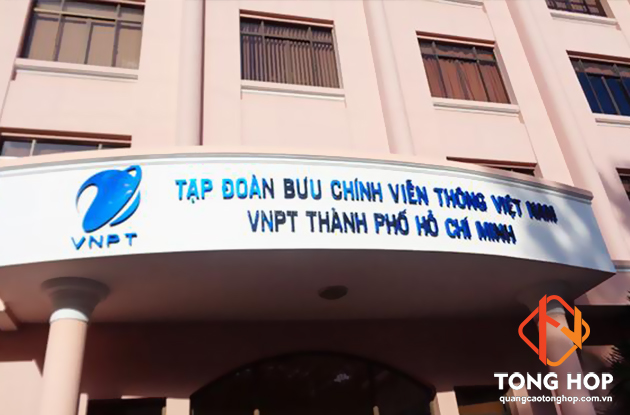 TẬP ĐOÀN BƯU CHÍNH VIỄN THÔNG VIỆT NAM
VNPT THÀNH PHỐ HỒ CHÍ MINH
VNPT
TONG HOP
quangcaotonghop.com.vn